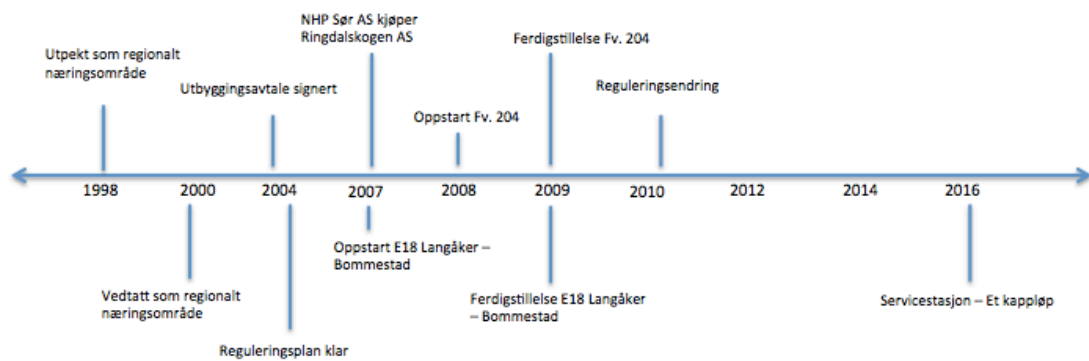 NHP Sør AS kjøper
Ringdalskogen AS
Ferdigstillelse Fv. 204
Utpekt som regionalt
næringsområde
Utbyggingsavtale signert
Reguleringsendring
Oppstart Fv. 204
1998 2000 2004 2007 2008 2009 2010 2012 2014 2016
Oppstart E18 Langåker –
Bommestad
Vedtatt som regionalt
næringsområde
Ferdigstillelse E18 Langåker
– Bommestad
Servicestasjon – Et kappløp
Reguleringsplan klar